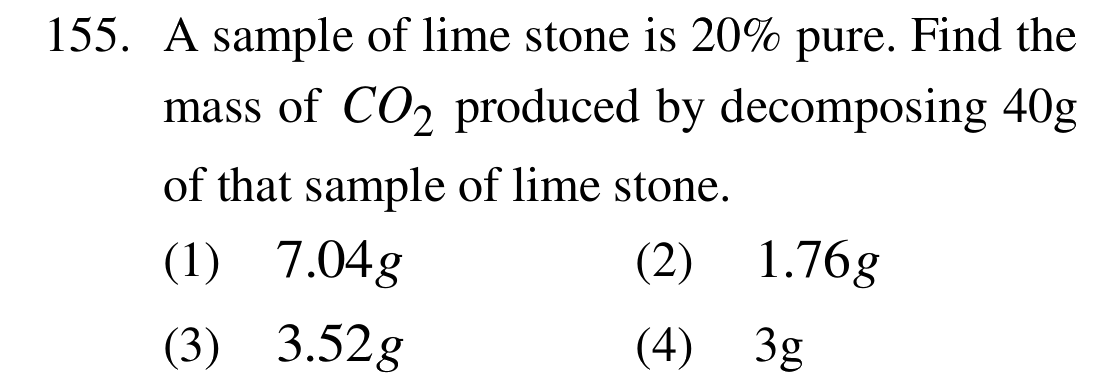 155. A sample of lime stone is 20% pure. Find the
mass of CO₂ produced by decomposing 40g
of that sample of lime stone.
(1) 7.04g (2) 1.76g
(3) 3.52g (4) 3g